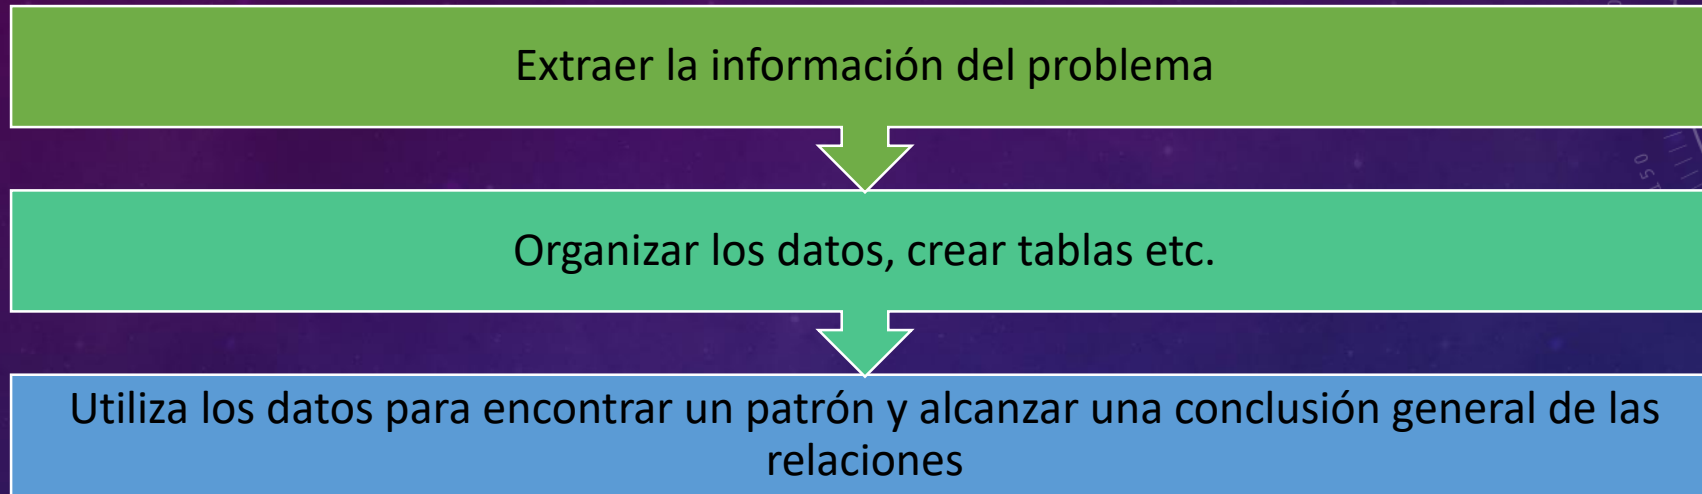 Extraer la información del problema
Organizar los datos, crear tablas etc.
Utiliza los datos para encontrar un patrón y alcanzar una conclusión general de las
relaciones